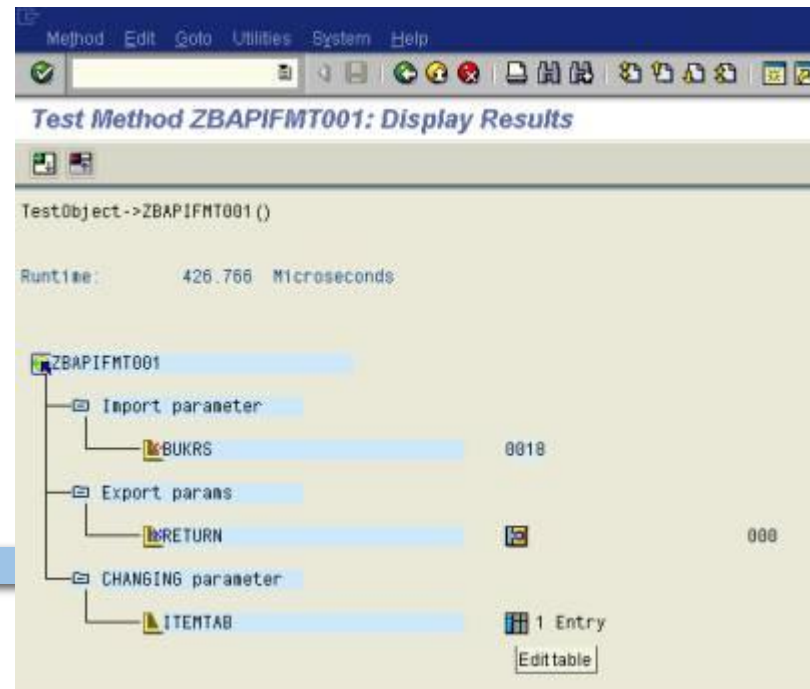 Method Edit Goto Utilities System Help
Test Method ZBAPIFMT001: Display Results
TestObject->ZBAPIFMT001()
Runtime: 426.766 Microseconds
ZBAPIFMT001
Import parameter
BUKRS 0018
Export params
RETURN 000
CHANGING parameter
ITEMTAB 1 Entry
Edit table